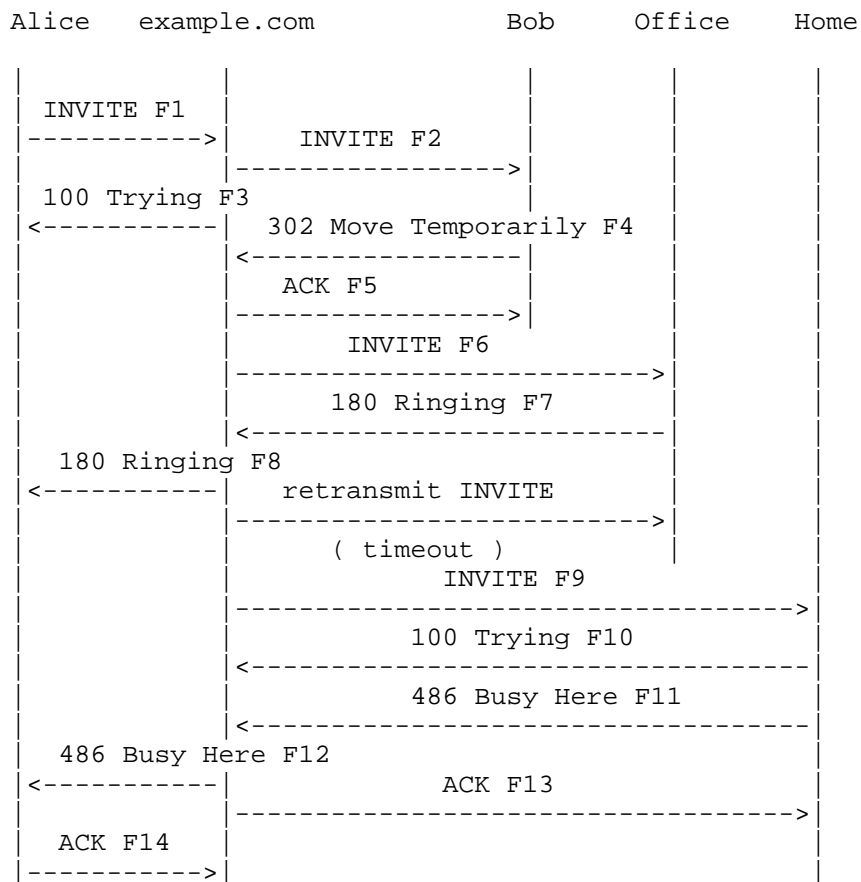 Alice example.com Bob Office Home
INVITE F1
INVITE F2
100 Trying F3
302 Move Temporarily F4
ACK F5
INVITE F6
180 Ringing F7
180 Ringing F8
retransmit INVITE
( timeout )
INVITE F9
100 Trying F10
486 Busy Here F11
486 Busy Here F12
ACK F13
ACK F14